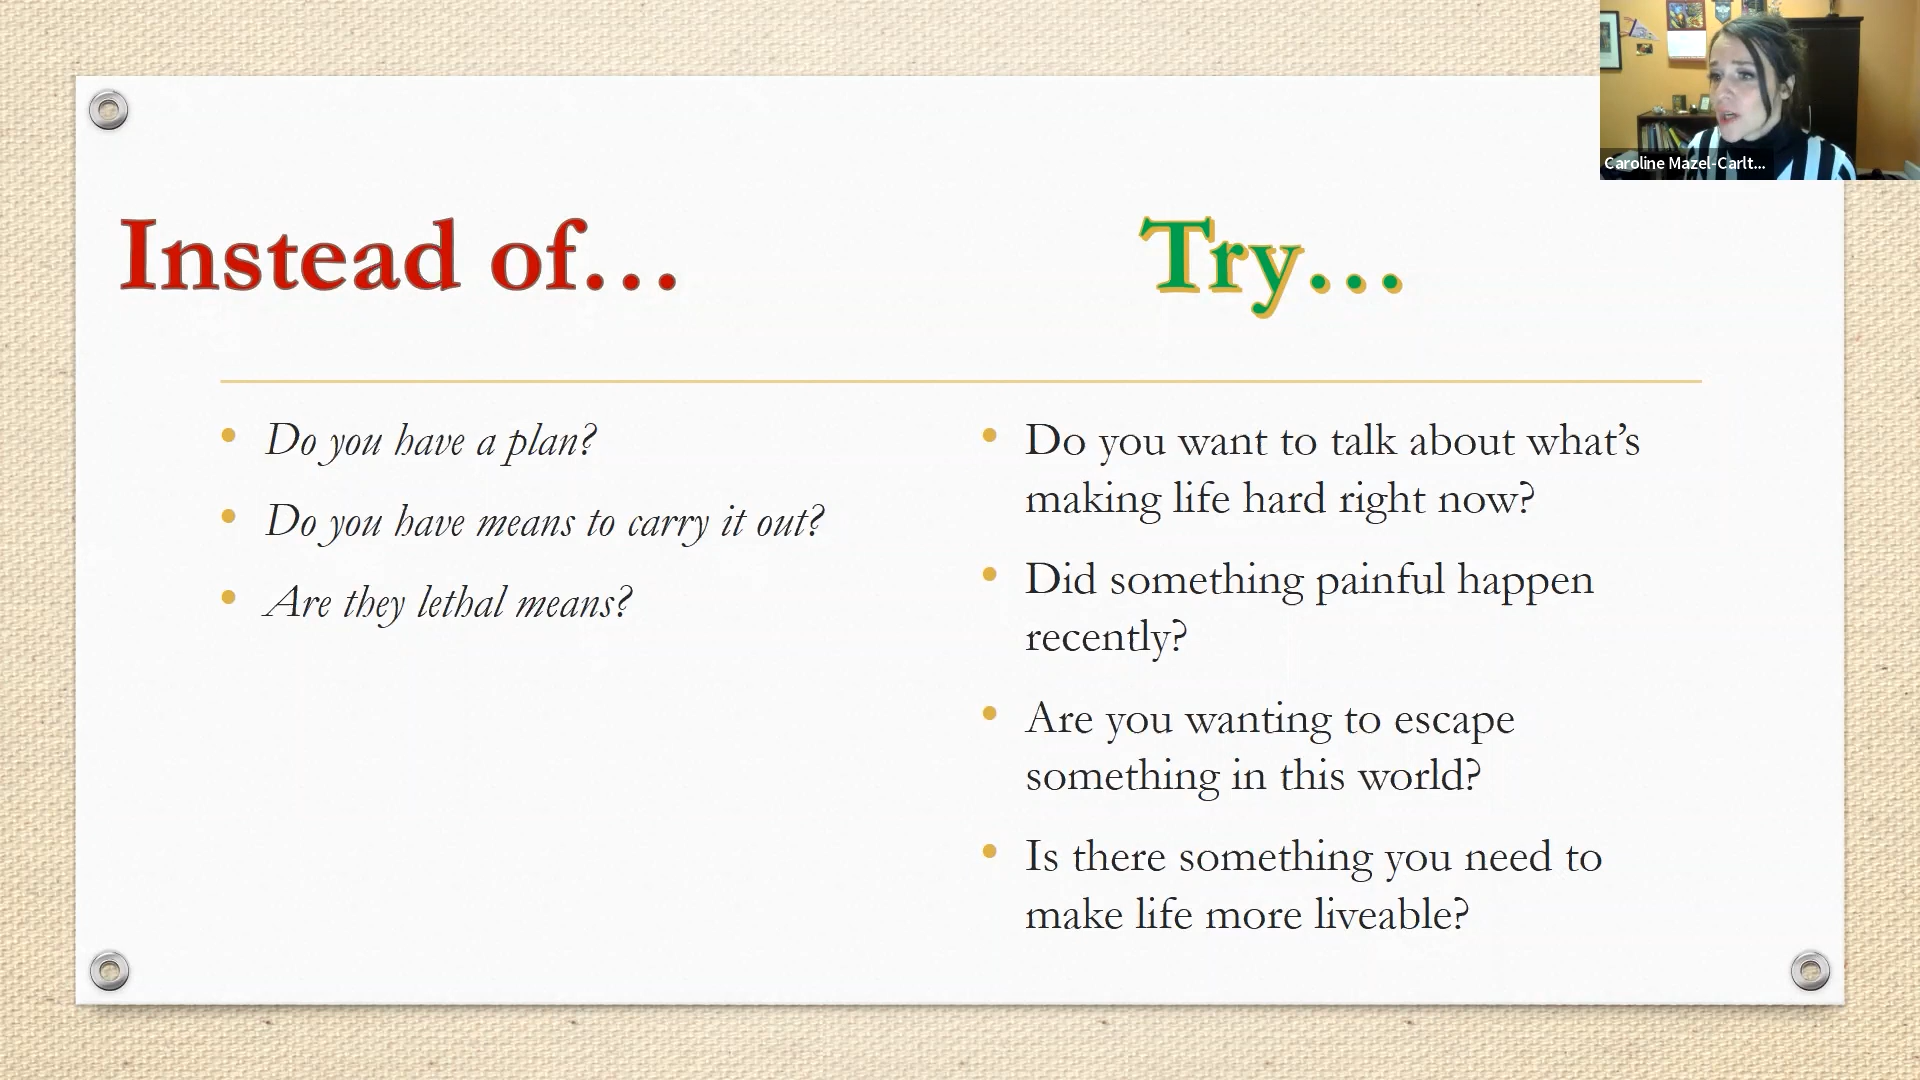 Caroline Mazel-Carlt...
Instead of...
Try...
Do you have a plan?
Do you have means to carry it out?
Are they lethal means?
Do you want to talk about what’s
making life hard right now?
Did something painful happen
recently?
Are you wanting to escape
something in this world?
Is there something you need to
make life more liveable?